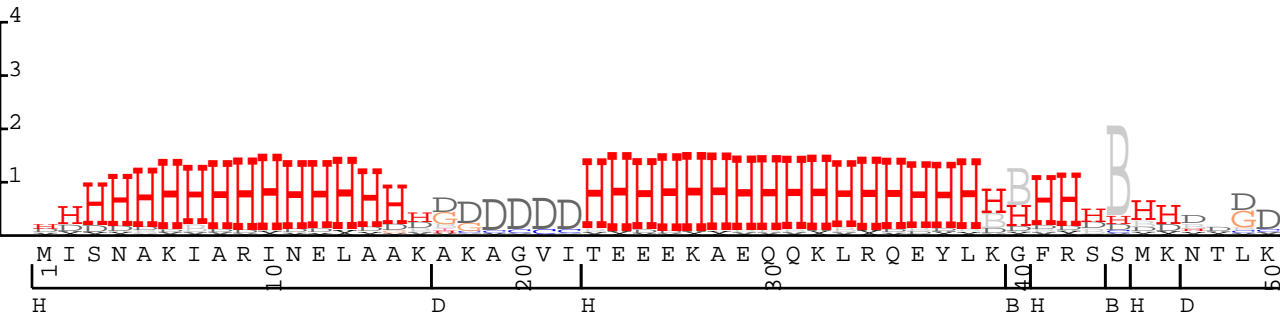 4
3
2
1
H H H H H H H H H H H H H H H H D D D D D D H H H H H H H H H H H H H H H H H B H H H B H H D D D D
G G H H G
M I S N A K I A R I N E L A A K A K A G V I T E E E K A E Q Q K L R Q E Y L K G F R S S M K N T L K
1 10 20 30 40 50
H D H B H B H D